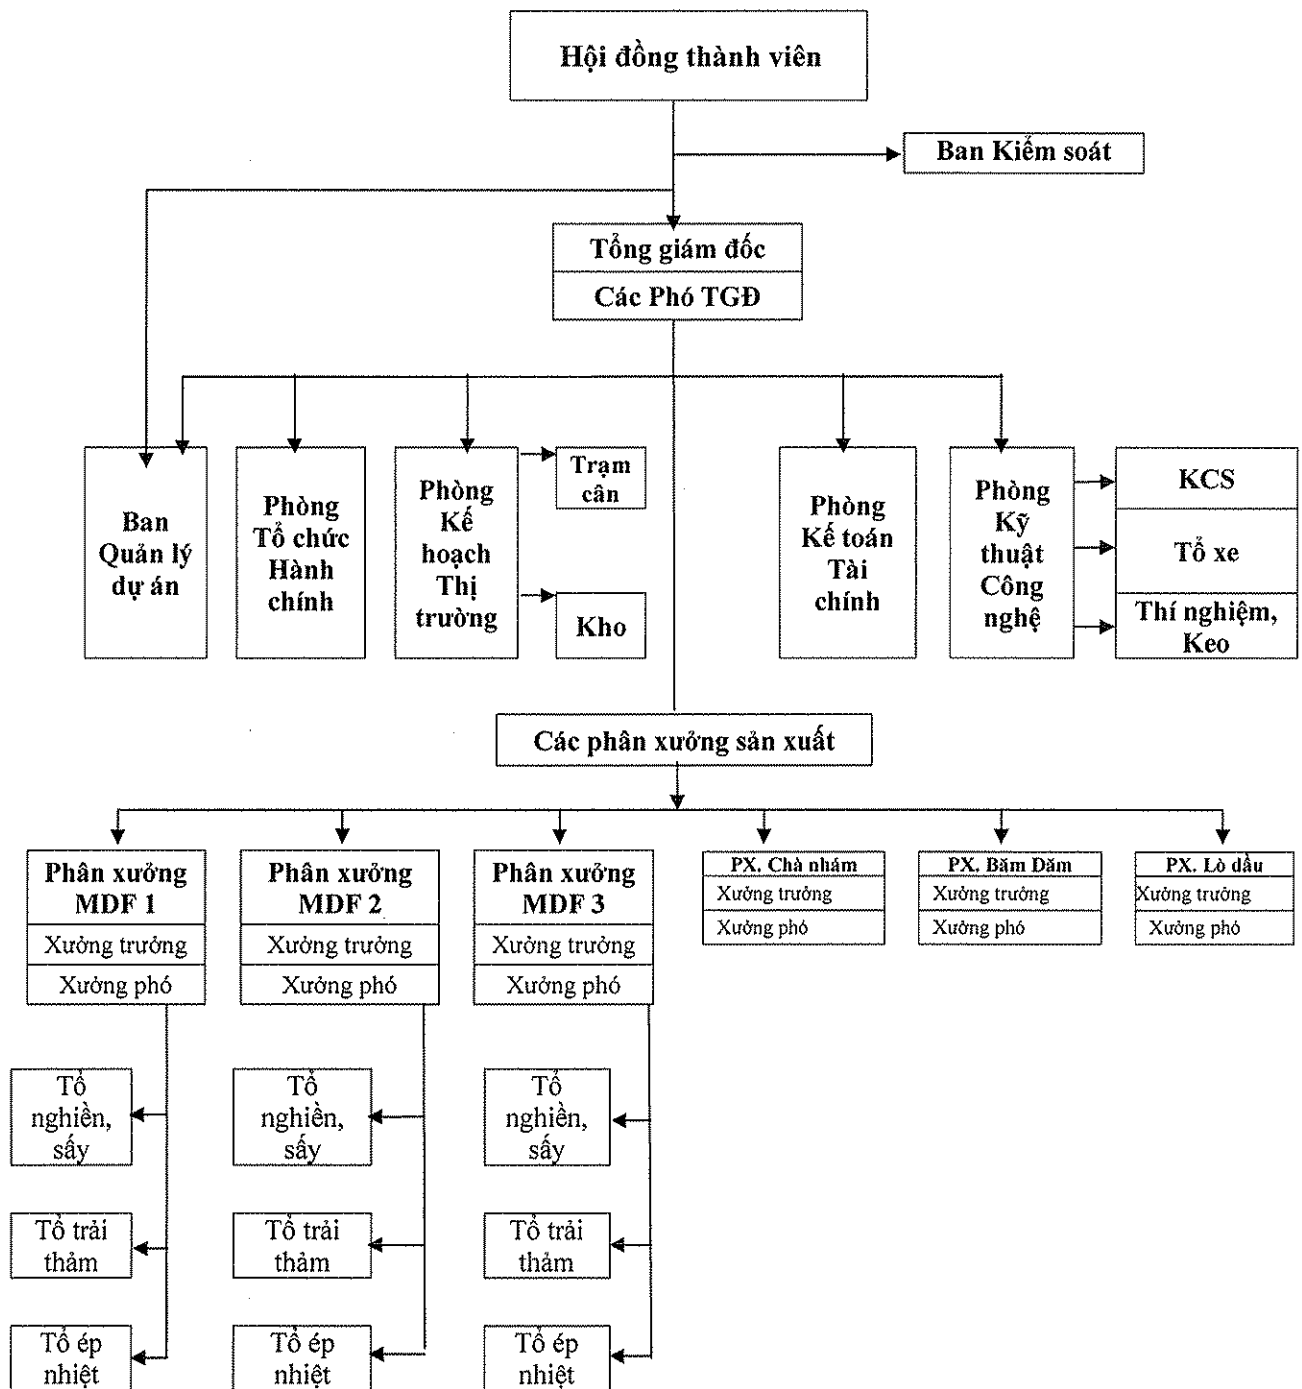 Hội đồng thành viên
Ban Kiểm soát
Tổng giám đốc
Các Phó TGĐ
Ban
Quản lý
dự án
Phòng
Tổ chức
Hành
chính
Phòng
Kế
hoạch
Thị
trường
Trạm
cân
Kho
Phòng
Kế toán
Tài
chính
Phòng
Kỹ
thuật
Công
nghệ
KCS
Tổ xe
Thí nghiệm,
Keo
Các phân xưởng sản xuất
Phân xưởng
MDF 1
Xưởng trưởng
Xưởng phó
Phân xưởng
MDF 2
Xưởng trưởng
Xưởng phó
Phân xưởng
MDF 3
Xưởng trưởng
Xưởng phó
PX. Chà nhám
Xưởng trưởng
Xưởng phó
PX. Băm Dăm
Xưởng trưởng
Xưởng phó
PX. Lò dầu
Xưởng trưởng
Xưởng phó
Tổ
nghiền,
sấy
Tổ
nghiền,
sấy
Tổ
nghiền,
sấy
Tổ trải
thảm
Tổ trải
thảm
Tổ trải
thảm
Tổ ép
nhiệt
Tổ ép
nhiệt
Tổ ép
nhiệt